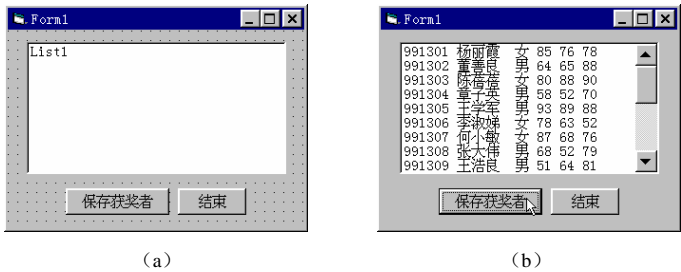 Form1
List1
保存获奖者 结束
(a)
Form1
991301 杨丽霞 女 85 76 78
991302 董善良 男 64 65 88
991303 陈蓓蓓 女 80 88 90
991304 章子英 男 58 52 70
991305 王学军 男 93 89 88
991306 李淑娣 女 78 63 52
991307 何小敏 女 87 68 76
991308 张大伟 男 68 52 79
991309 王浩良 男 51 64 81
保存获奖者 结束
(b)